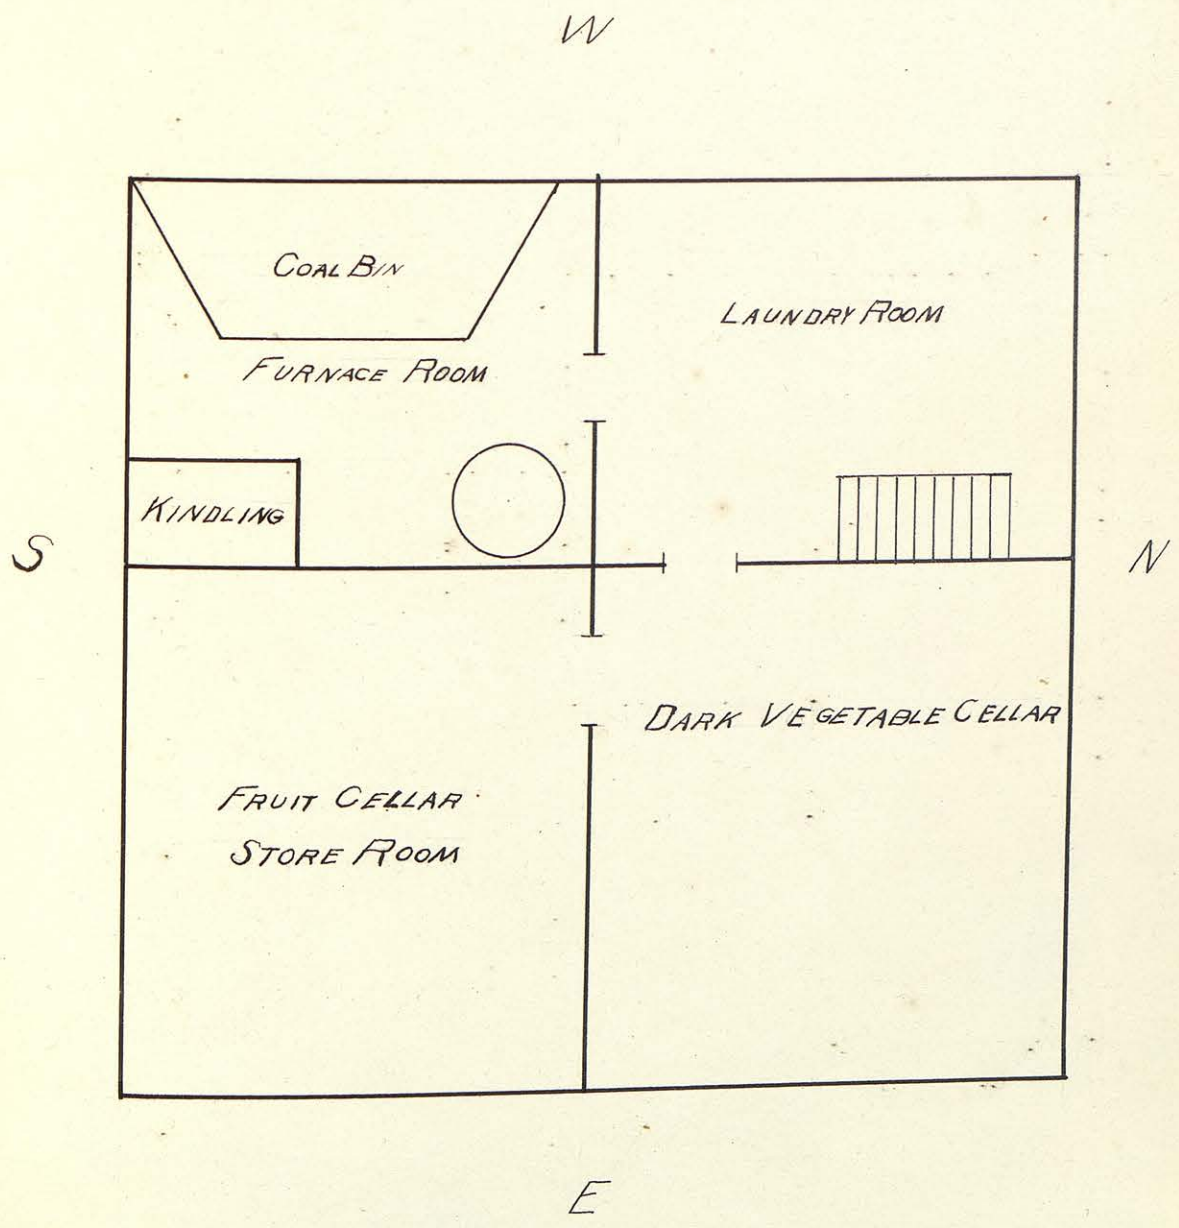 W
COAL BIN
LAUNDRY ROOM
FURNACE ROOM
KINDLING
S
N
DARK VEGETABLE CELLAR
FRUIT CELLAR
STORE ROOM
E